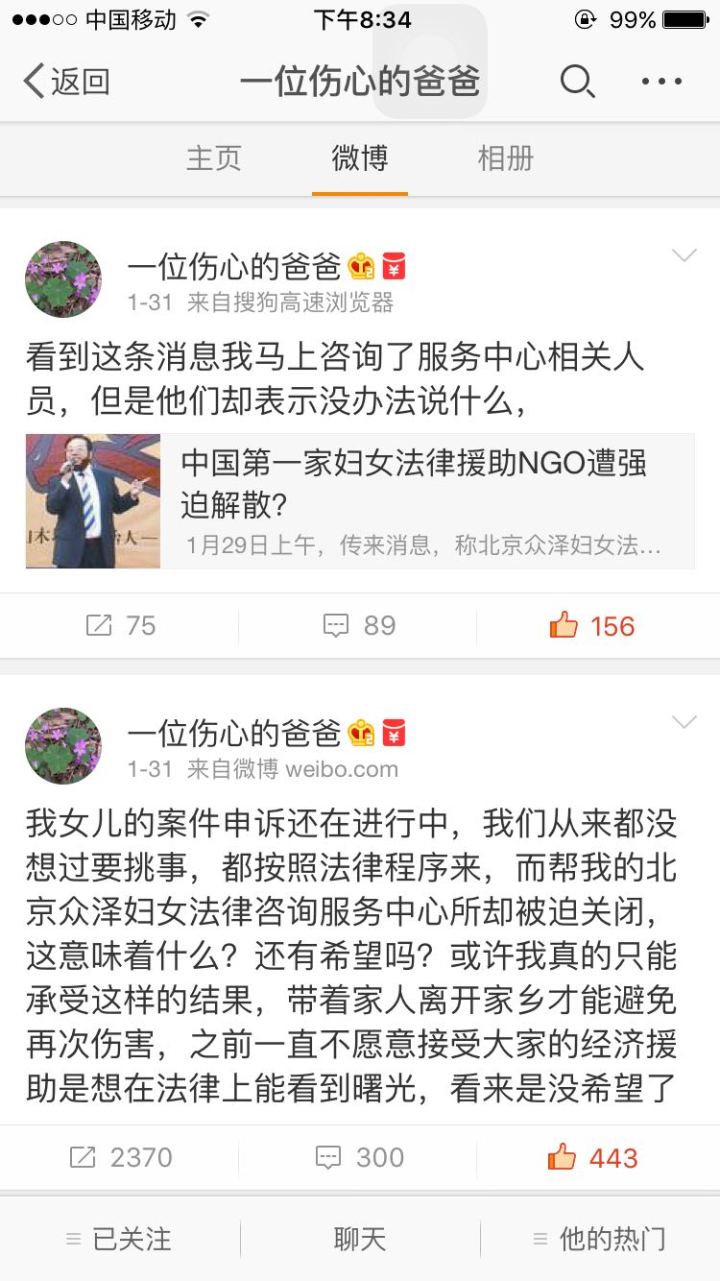 中国移动 下午8:34 99%
返回 一位伤心的爸爸
主页 微博 相册
一位伤心的爸爸
1-31 来自搜狗高速浏览器
看到这条消息我马上咨询了服务中心相关人
员，但是他们却表示没办法说什么，
中国第一家妇女法律援助NGO遭强
迫解散？
1月29日上午，传来消息，称北京众泽妇女法...
75 89 156
一位伤心的爸爸
1-31 来自微博 weibo.com
我女儿的案件申诉还在进行中，我们从来都没
想过要挑事，都按照法律程序来，而帮我的北
京众泽妇女法律咨询服务中心所却被迫关闭，
这意味着什么？还有希望吗？或许我真的只能
承受这样的结果，带着家人离开家乡才能避免
再次伤害，之前一直不愿意接受大家的经济援
助是想在法律上能看到曙光，看来是没希望了
2370 300 443
已关注 聊天 他的热门